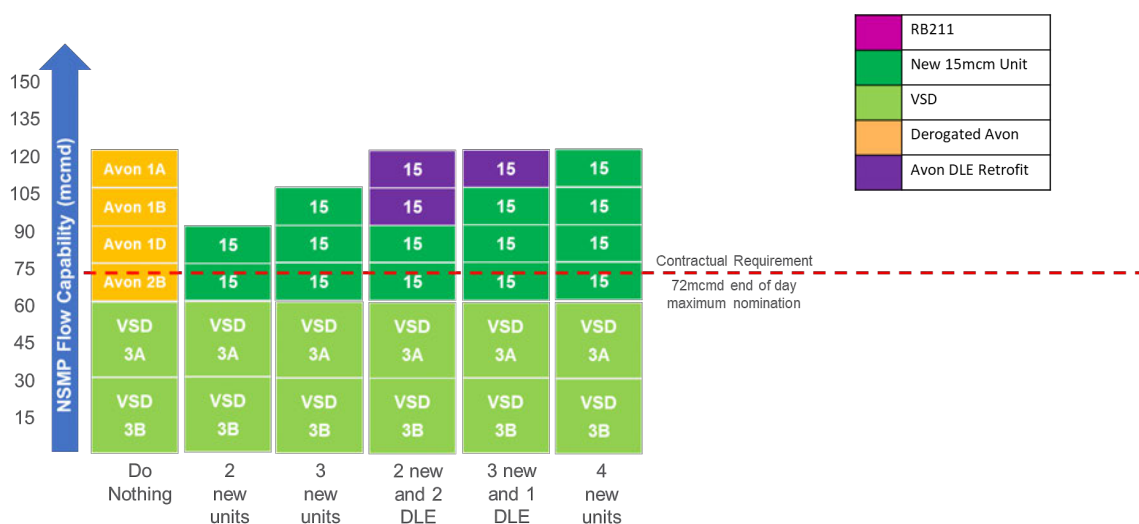 RB211
New 15mcm Unit
VSD
Derogated Avon
Avon DLE Retrofit
NSMP Flow Capability (mcmd)
150
135
120
105
90
75
60
45
30
15
Avon 1A
Avon 1B
Avon 1D
Avon 2B
VSD
3A
VSD
3B
15
15
VSD
3A
VSD
3B
15
15
15
VSD
3A
VSD
3B
15
15
15
15
VSD
3A
VSD
3B
15
15
15
15
VSD
3A
VSD
3B
15
15
15
15
VSD
3A
VSD
3B
Contractual Requirement
72mcmd end of day
maximum nomination
Do
Nothing
2
new
units
3
new
units
2 new
and 2
DLE
3 new
and 1
DLE
4
new
units